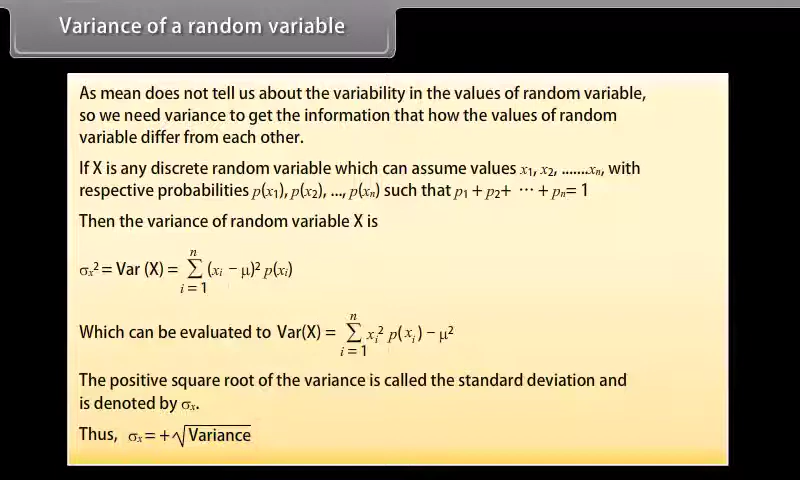 Variance of a random variable
As mean does not tell us about the variability in the values of random variable,
so we need variance to get the information that how the values of random
variable differ from each other.
If X is any discrete random variable which can assume values x₁, x₂, .......xₙ, with
respective probabilities p(x₁), p(x₂), ..., p(xₙ) such that p₁ + p₂+ ⋯ + pₙ= 1
Then the variance of random variable X is
σₓ² = Var (X) = ∑ⁿᵢ₌₁ (xᵢ − μ)² p(xᵢ)
Which can be evaluated to Var(X) = ∑ⁿᵢ₌₁ xᵢ² p(xᵢ) − μ²
The positive square root of the variance is called the standard deviation and
is denoted by σₓ.
Thus, σₓ = +√Variance